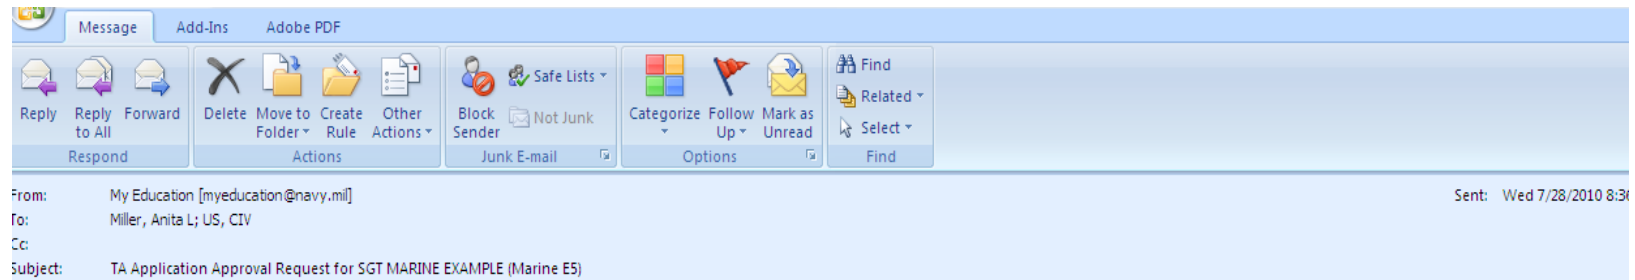 Message Add-Ins Adobe PDF
Reply Reply to All Forward Delete Move to Folder Create Rule Other Actions Block Sender Safe Lists Not Junk Categorize Follow Up Mark as Unread Find Related Select
Respond Actions Junk E-mail Options Find
From: My Education [myeducation@navy.mil] Sent: Wed 7/28/2010 8:36
To: Miller, Anita L; US, CIV
Cc:
Subject: TA Application Approval Request for SGT MARINE EXAMPLE (Marine E5)